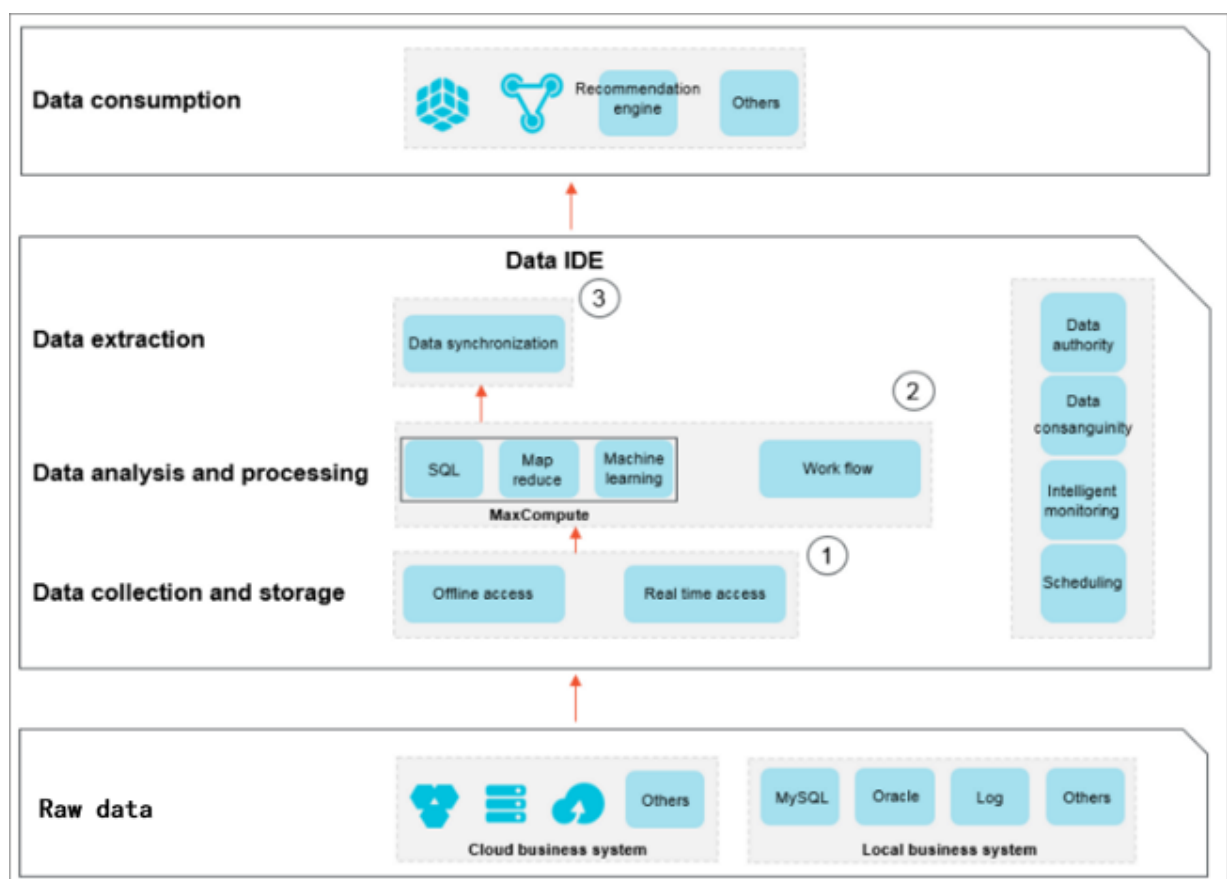 Data consumption
Recommendation
engine
Others
Data IDE
3
Data extraction
Data synchronization
Data
authority
2
Data
consanguinity
Data analysis and processing
SQL
Map
reduce
Machine
learning
Work flow
MaxCompute
Intelligent
monitoring
1
Data collection and storage
Offline access
Real time access
Scheduling
Raw data
Others
Cloud business system
MySQL
Oracle
Log
Others
Local business system